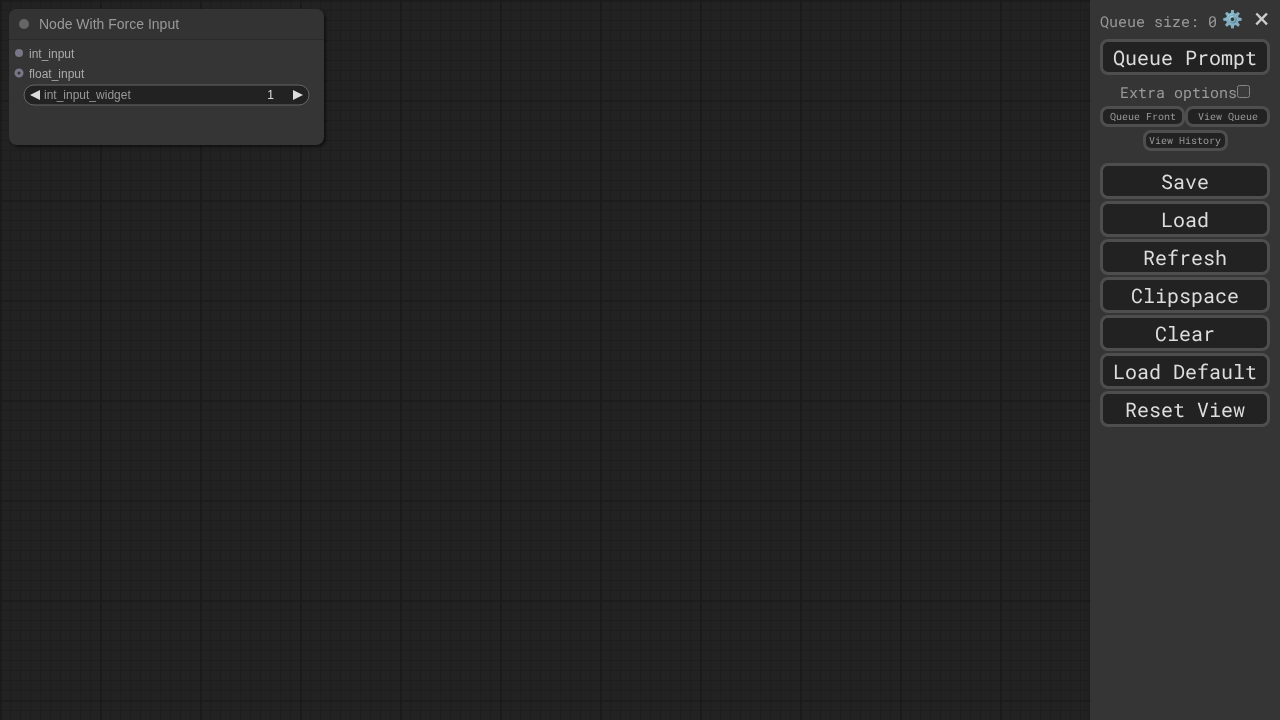 Node With Force Input
int_input
float_input
int_input_widget 1
Queue size: 0
Queue Prompt
Extra options
Queue Front View Queue
View History
Save
Load
Refresh
Clipspace
Clear
Load Default
Reset View